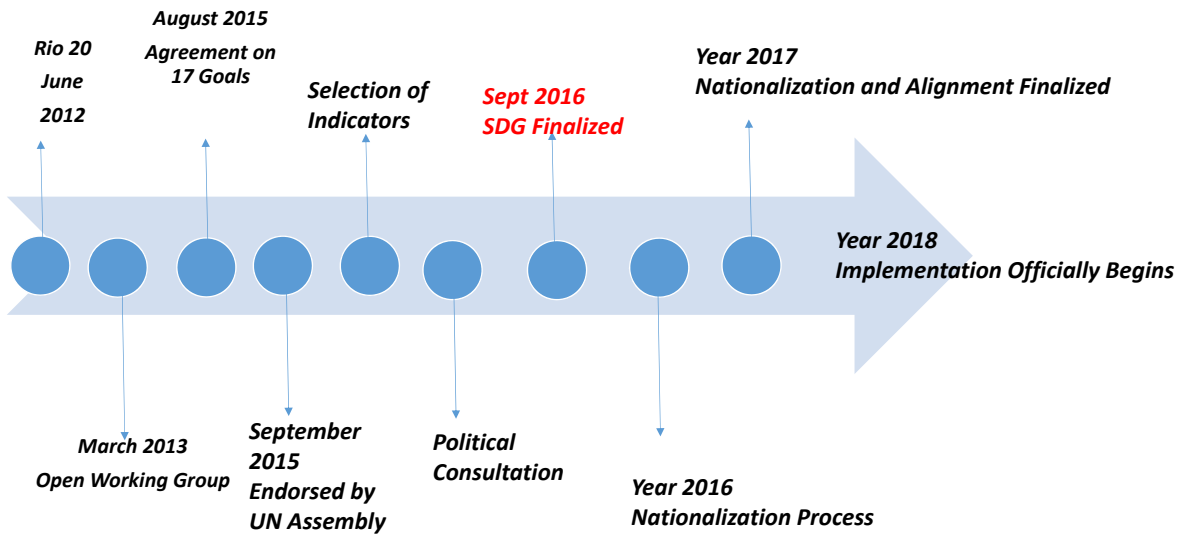 Rio 20
June
2012
March 2013
Open Working Group
August 2015
Agreement on
17 Goals
September
2015
Endorsed by
UN Assembly
Selection of
Indicators
Political
Consultation
Sept 2016
SDG Finalized
Year 2016
Nationalization Process
Year 2017
Nationalization and Alignment Finalized
Year 2018
Implementation Officially Begins